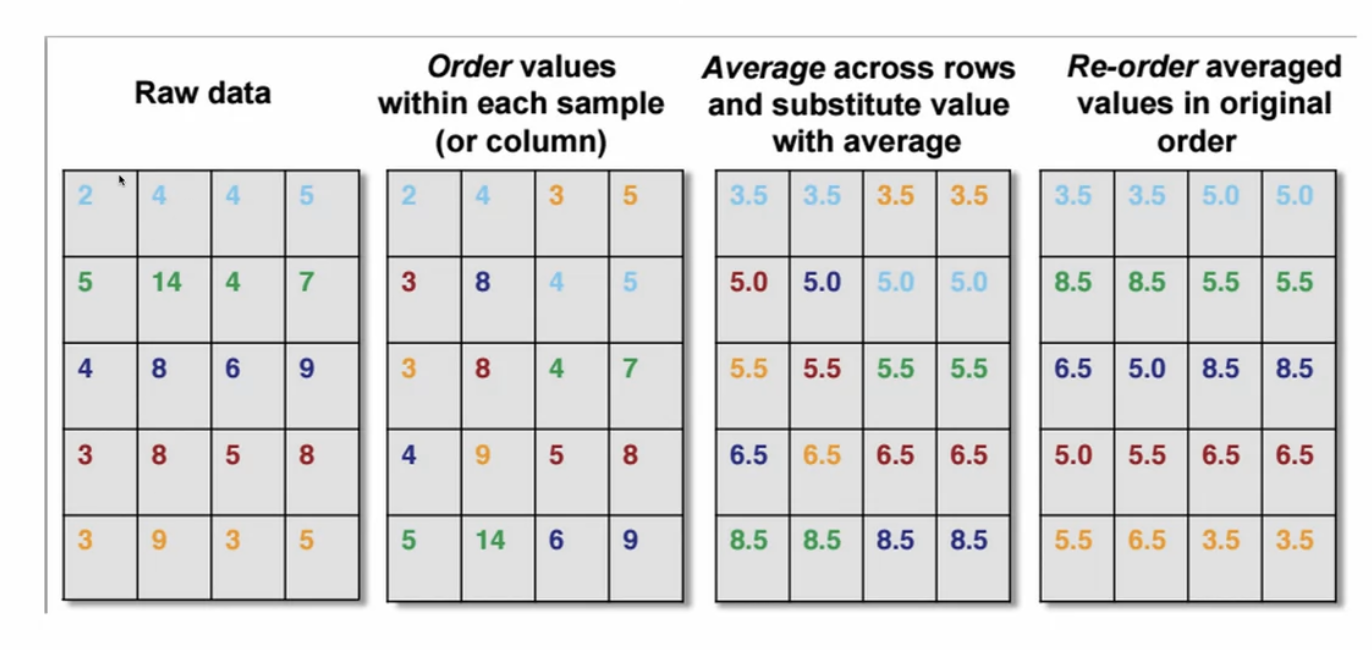 Raw data
Order values
within each sample
(or column)
Average across rows
and substitute value
with average
Re-order averaged
values in original
order
2 4 4 5
5 14 4 7
4 8 6 9
3 8 5 8
3 9 3 5
2 4 3 5
3 8 4 5
3 8 4 7
4 9 5 8
5 14 6 9
3.5 3.5 3.5 3.5
5.0 5.0 5.0 5.0
5.5 5.5 5.5 5.5
6.5 6.5 6.5 6.5
8.5 8.5 8.5 8.5
3.5 3.5 5.0 5.0
8.5 8.5 5.5 5.5
6.5 5.0 8.5 8.5
5.0 5.5 6.5 6.5
5.5 6.5 3.5 3.5